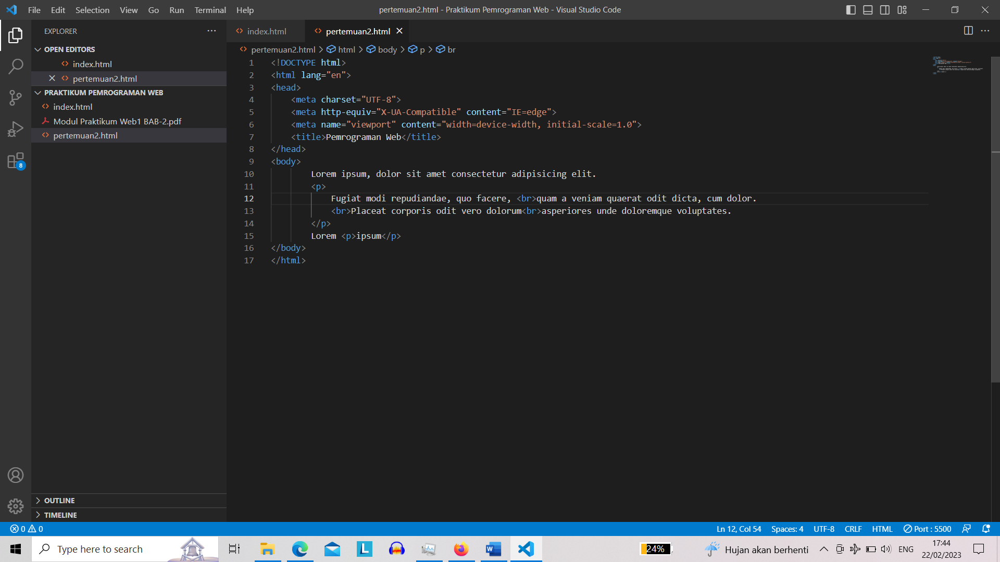 File Edit Selection View Go Run Terminal Help
pertemuan2.html - Praktikum Pemrograman Web - Visual Studio Code
EXPLORER
OPEN EDITORS
index.html
pertemuan2.html
PRAKTIKUM PEMROGRAMAN WEB
index.html
Modul Praktikum Web1 BAB-2.pdf
pertemuan2.html
8
OUTLINE
TIMELINE
index.html
pertemuan2.html
pertemuan2.html > html > body > p > br
1 <!DOCTYPE html>
2 <html lang="en">
3 <head>
4 <meta charset="UTF-8">
5 <meta http-equiv="X-UA-Compatible" content="IE=edge">
6 <meta name="viewport" content="width=device-width, initial-scale=1.0">
7 <title>Pemrograman Web</title>
8 </head>
9 <body>
10 Lorem ipsum, dolor sit amet consectetur adipisicing elit.
11 <p>
12 Fugiat modi repudiandae, quo facere, <br>quam a veniam quaerat odit dicta, cum dolor.
13 <br>Placeat corporis odit vero dolorum<br>asperiores unde doloremque voluptates.
14 </p>
15 Lorem <p>ipsum</p>
16 </body>
17 </html>
0 0
Ln 12, Col 54 Spaces: 4 UTF-8 CRLF HTML Port : 5500
Type here to search
L
W
24%
Hujan akan berhenti
ENG
17:44
22/02/2023